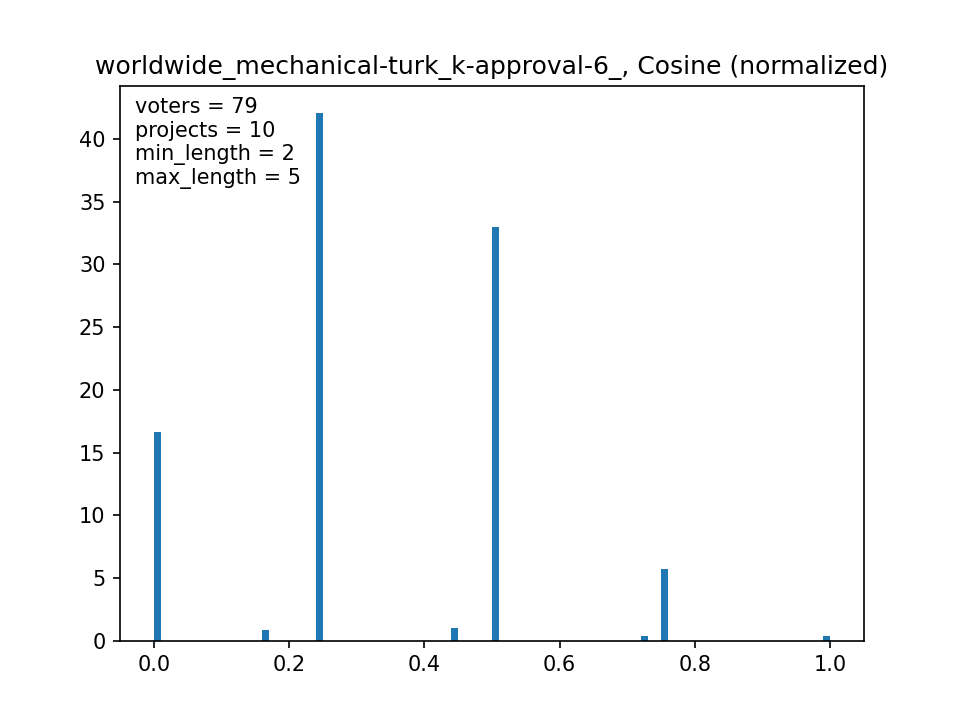 worldwide_mechanical-turk_k-approval-6_, Cosine (normalized)
voters = 79
projects = 10
min_length = 2
max_length = 5
40
35
30
25
20
15
10
5
0
0.0 0.2 0.4 0.6 0.8 1.0